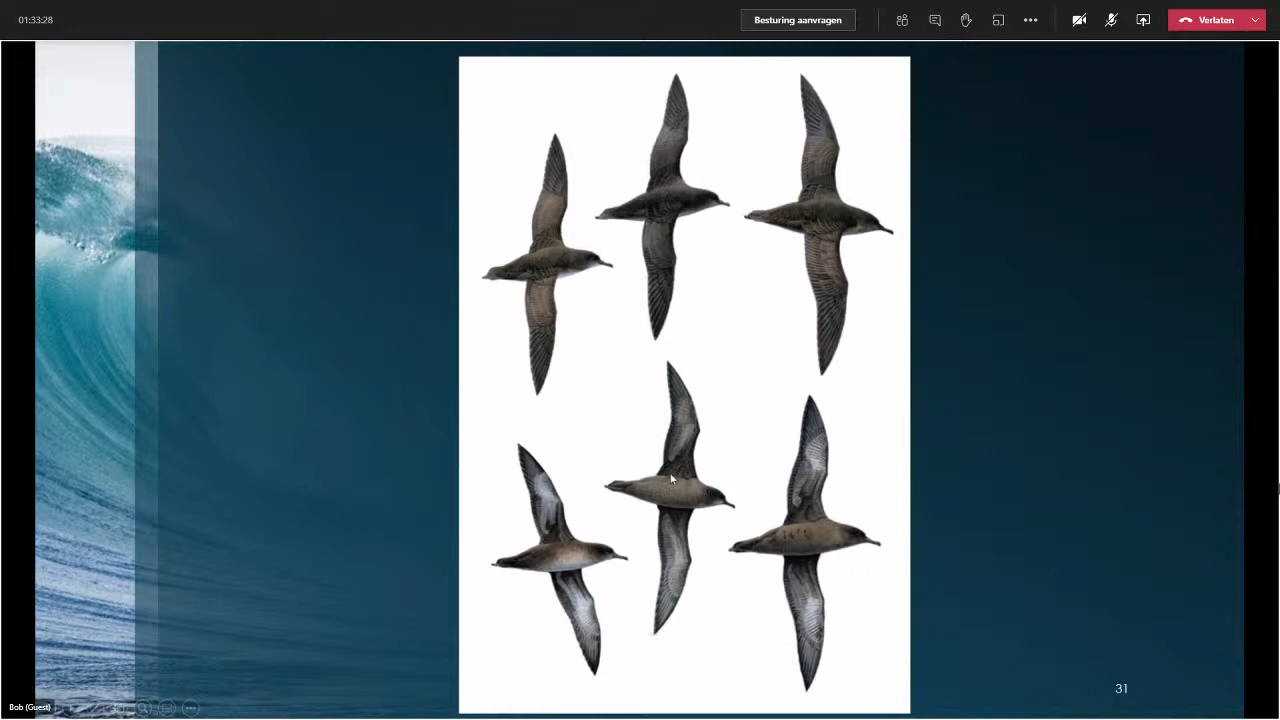 01:33:28
Besturing aanvragen
Verlaten
31
Bob (Guest)